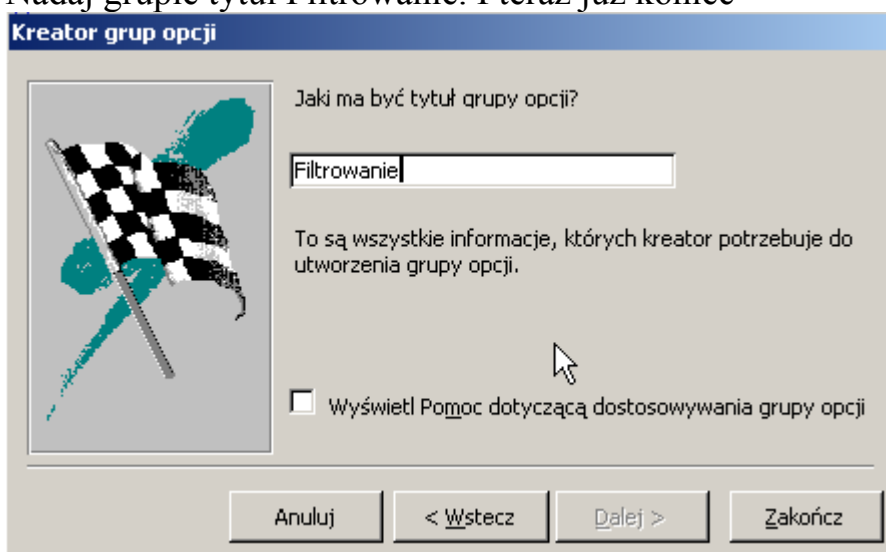 Nadaj grupie tytuł Filtrowanie. I teraz już koniec
Kreator grup opcji
Jaki ma być tytuł grupy opcji?
Filtrowanie
To są wszystkie informacje, których kreator potrzebuje do
utworzenia grupy opcji.
Wyświetl Pomoc dotyczącą dostosowywania grupy opcji
Anuluj
< Wstecz
Dalej >
Zakończ